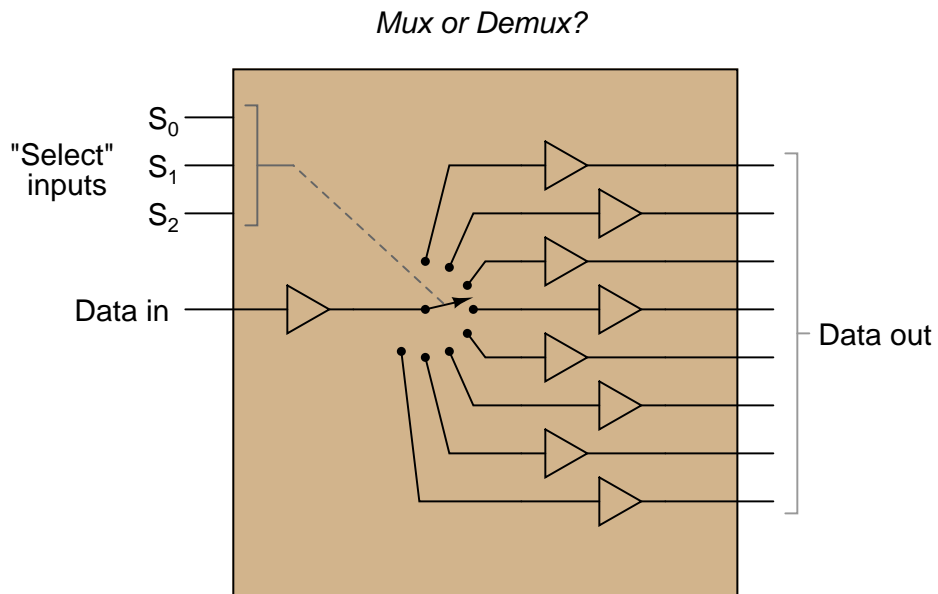 Mux or Demux?
S0
"Select"
inputs
S1
S2
Data in
Data out